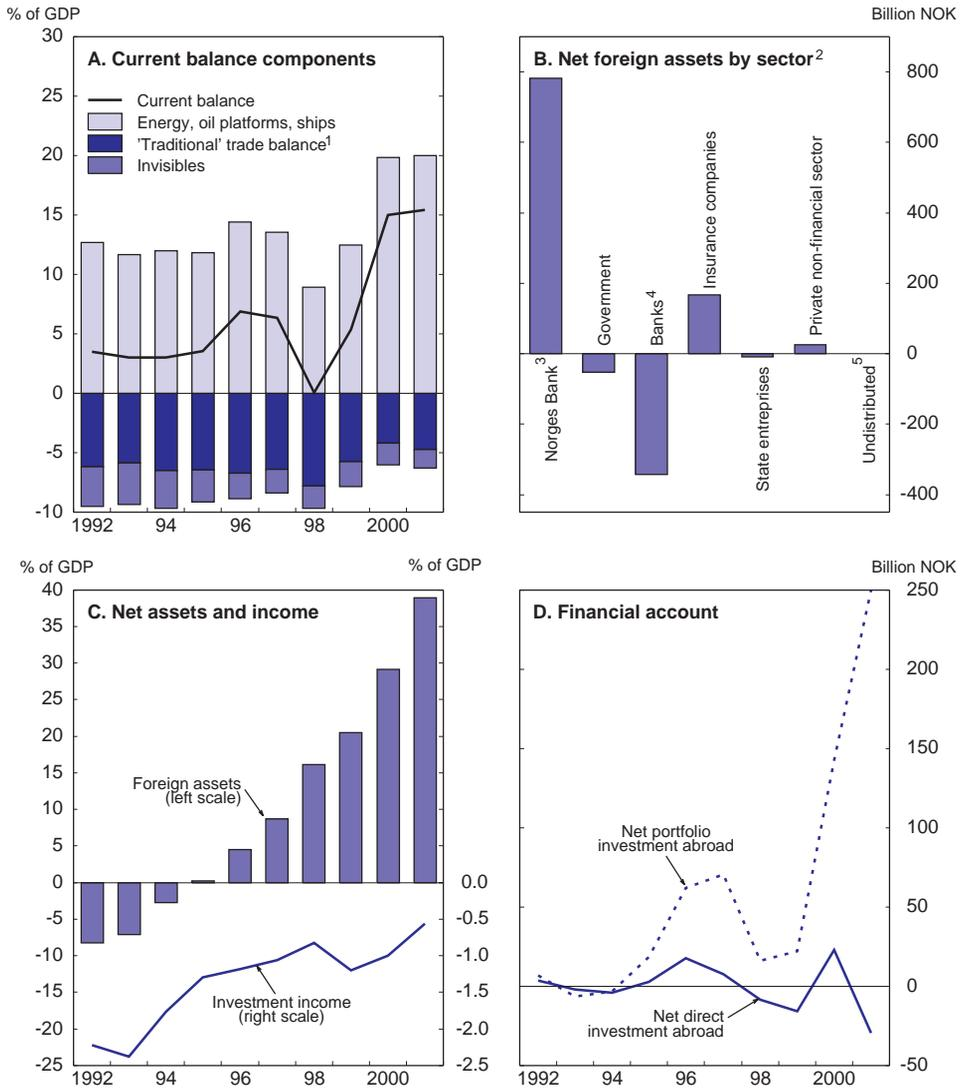 % of GDP
30
A. Current balance components
25
Current balance
Energy, oil platforms, ships
'Traditional' trade balance1
Invisibles
20
15
10
5
0
-5
-10
1992 94 96 98 2000
Billion NOK
B. Net foreign assets by sector2
800
600
400
200
0
-200
-400
Norges Bank3
Government
Banks4
Insurance companies
State entreprises
Private non-financial sector
Undistributed5
% of GDP % of GDP
40
C. Net assets and income
35
30
25
20
15
10
5
0 0.0
-5 -0.5
-10 -1.0
-15 -1.5
-20 -2.0
-25 -2.5
Foreign assets
(left scale)
Investment income
(right scale)
1992 94 96 98 2000
Billion NOK
250
D. Financial account
200
150
100
50
0
-50
Net portfolio
investment abroad
Net direct
investment abroad
1992 94 96 98 2000